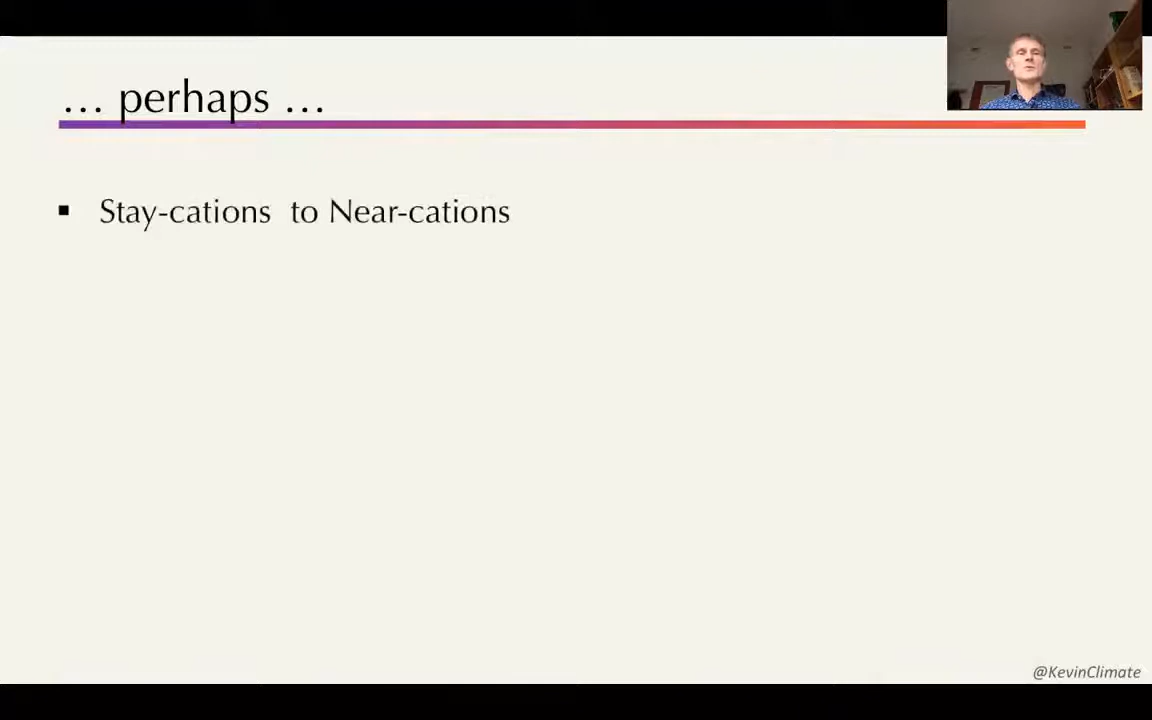 ... perhaps ...
▪ Stay-cations to Near-cations
@KevinClimate